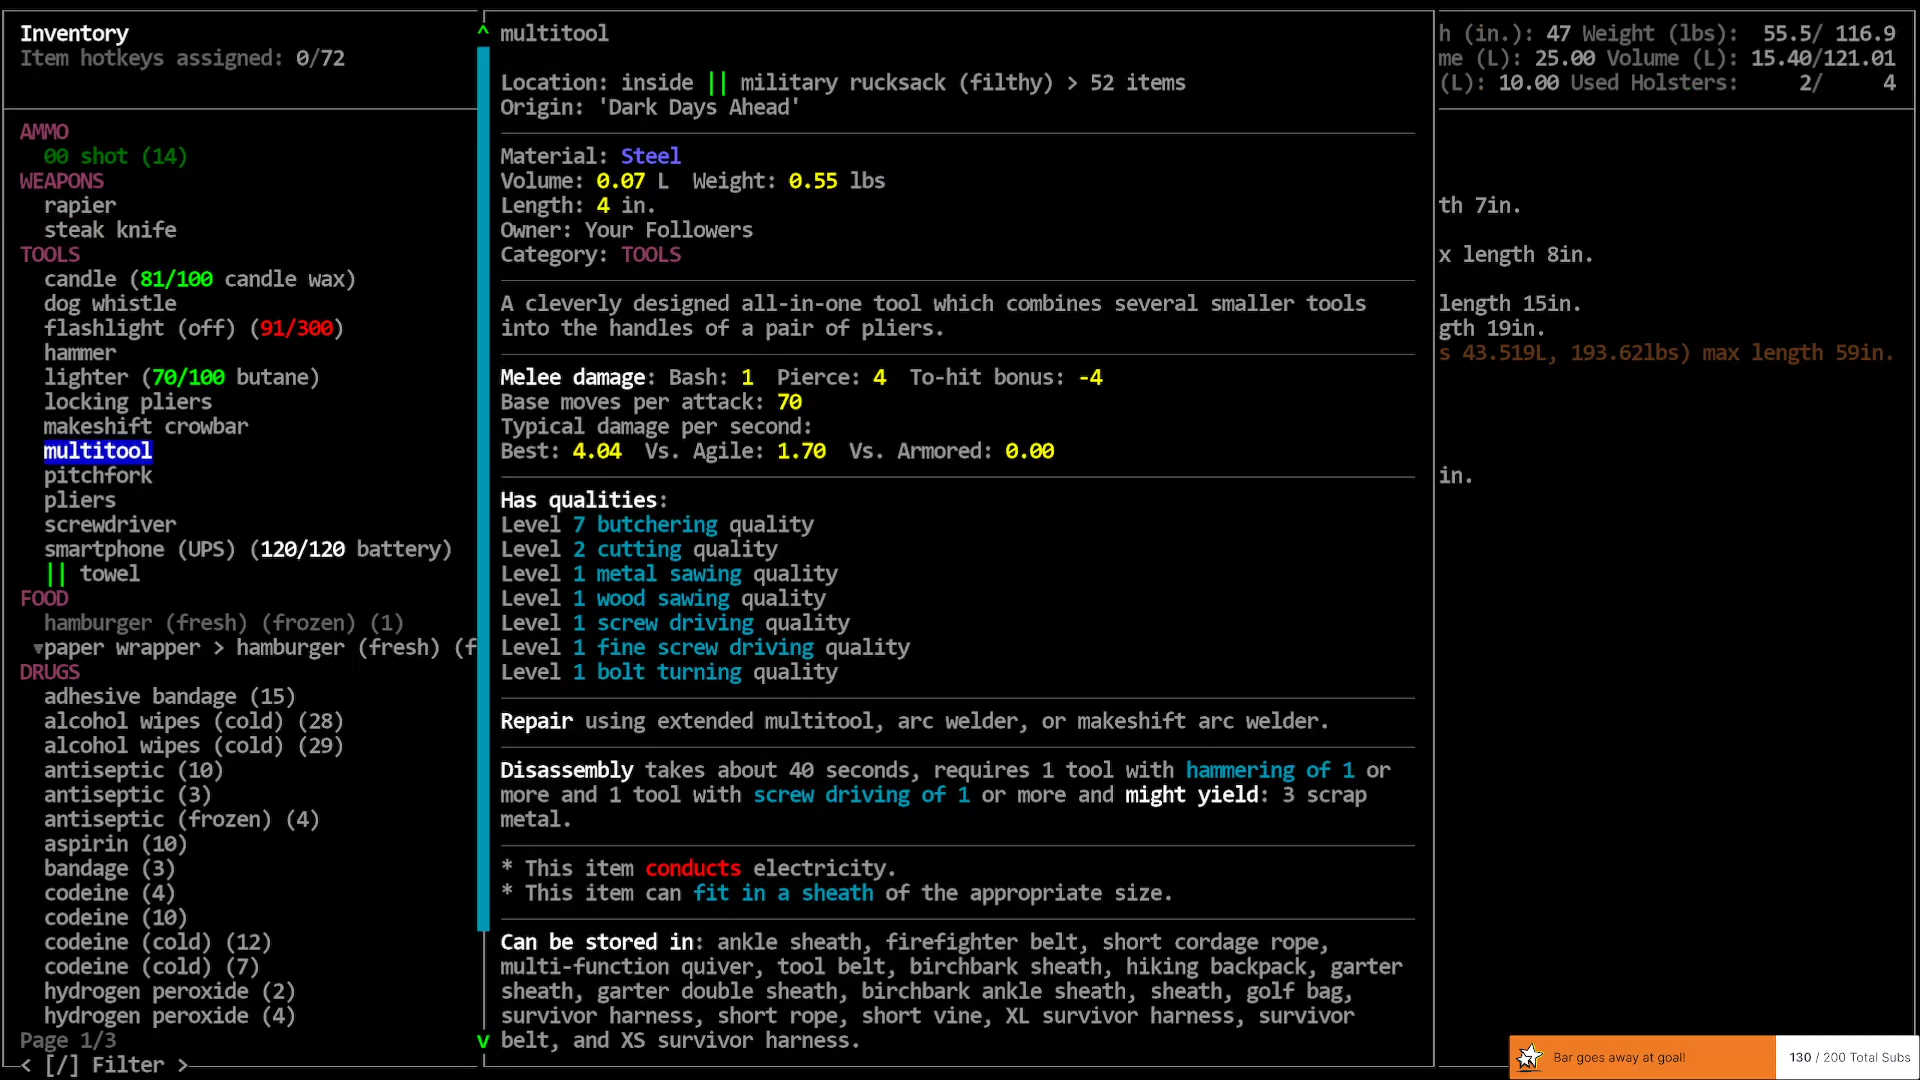 Inventory
Item hotkeys assigned: 0/72
AMMO
00 shot (14)
WEAPONS
rapier
steak knife
TOOLS
candle (81/100 candle wax)
dog whistle
flashlight (off) (91/300)
hammer
lighter (70/100 butane)
locking pliers
makeshift crowbar
multitool
pitchfork
pliers
screwdriver
smartphone (UPS) (120/120 battery)
|| towel
FOOD
hamburger (fresh) (frozen) (1)
▾paper wrapper > hamburger (fresh) (f
DRUGS
adhesive bandage (15)
alcohol wipes (cold) (28)
alcohol wipes (cold) (29)
antiseptic (10)
antiseptic (3)
antiseptic (frozen) (4)
aspirin (10)
bandage (3)
codeine (4)
codeine (10)
codeine (cold) (12)
codeine (cold) (7)
hydrogen peroxide (2)
hydrogen peroxide (4)
Page 1/3
< [/] Filter >
^
v
multitool
Location: inside || military rucksack (filthy) > 52 items
Origin: 'Dark Days Ahead'
Material: Steel
Volume: 0.07 L  Weight: 0.55 lbs
Length: 4 in.
Owner: Your Followers
Category: TOOLS
A cleverly designed all-in-one tool which combines several smaller tools
into the handles of a pair of pliers.
Melee damage: Bash: 1  Pierce: 4  To-hit bonus: -4
Base moves per attack: 70
Typical damage per second:
Best: 4.04  Vs. Agile: 1.70  Vs. Armored: 0.00
Has qualities:
Level 7 butchering quality
Level 2 cutting quality
Level 1 metal sawing quality
Level 1 wood sawing quality
Level 1 screw driving quality
Level 1 fine screw driving quality
Level 1 bolt turning quality
Repair using extended multitool, arc welder, or makeshift arc welder.
Disassembly takes about 40 seconds, requires 1 tool with hammering of 1 or
more and 1 tool with screw driving of 1 or more and might yield: 3 scrap
metal.
* This item conducts electricity.
* This item can fit in a sheath of the appropriate size.
Can be stored in: ankle sheath, firefighter belt, short cordage rope,
multi-function quiver, tool belt, birchbark sheath, hiking backpack, garter
sheath, garter double sheath, birchbark ankle sheath, sheath, golf bag,
survivor harness, short rope, short vine, XL survivor harness, survivor
belt, and XS survivor harness.
h (in.): 47 Weight (lbs): 55.5/ 116.9
me (L): 25.00 Volume (L): 15.40/121.01
(L): 10.00 Used Holsters: 2/ 4
th 7in.
x length 8in.
length 15in.
gth 19in.
s 43.519L, 193.62lbs) max length 59in.
in.
Bar goes away at goal!
130 / 200 Total Subs